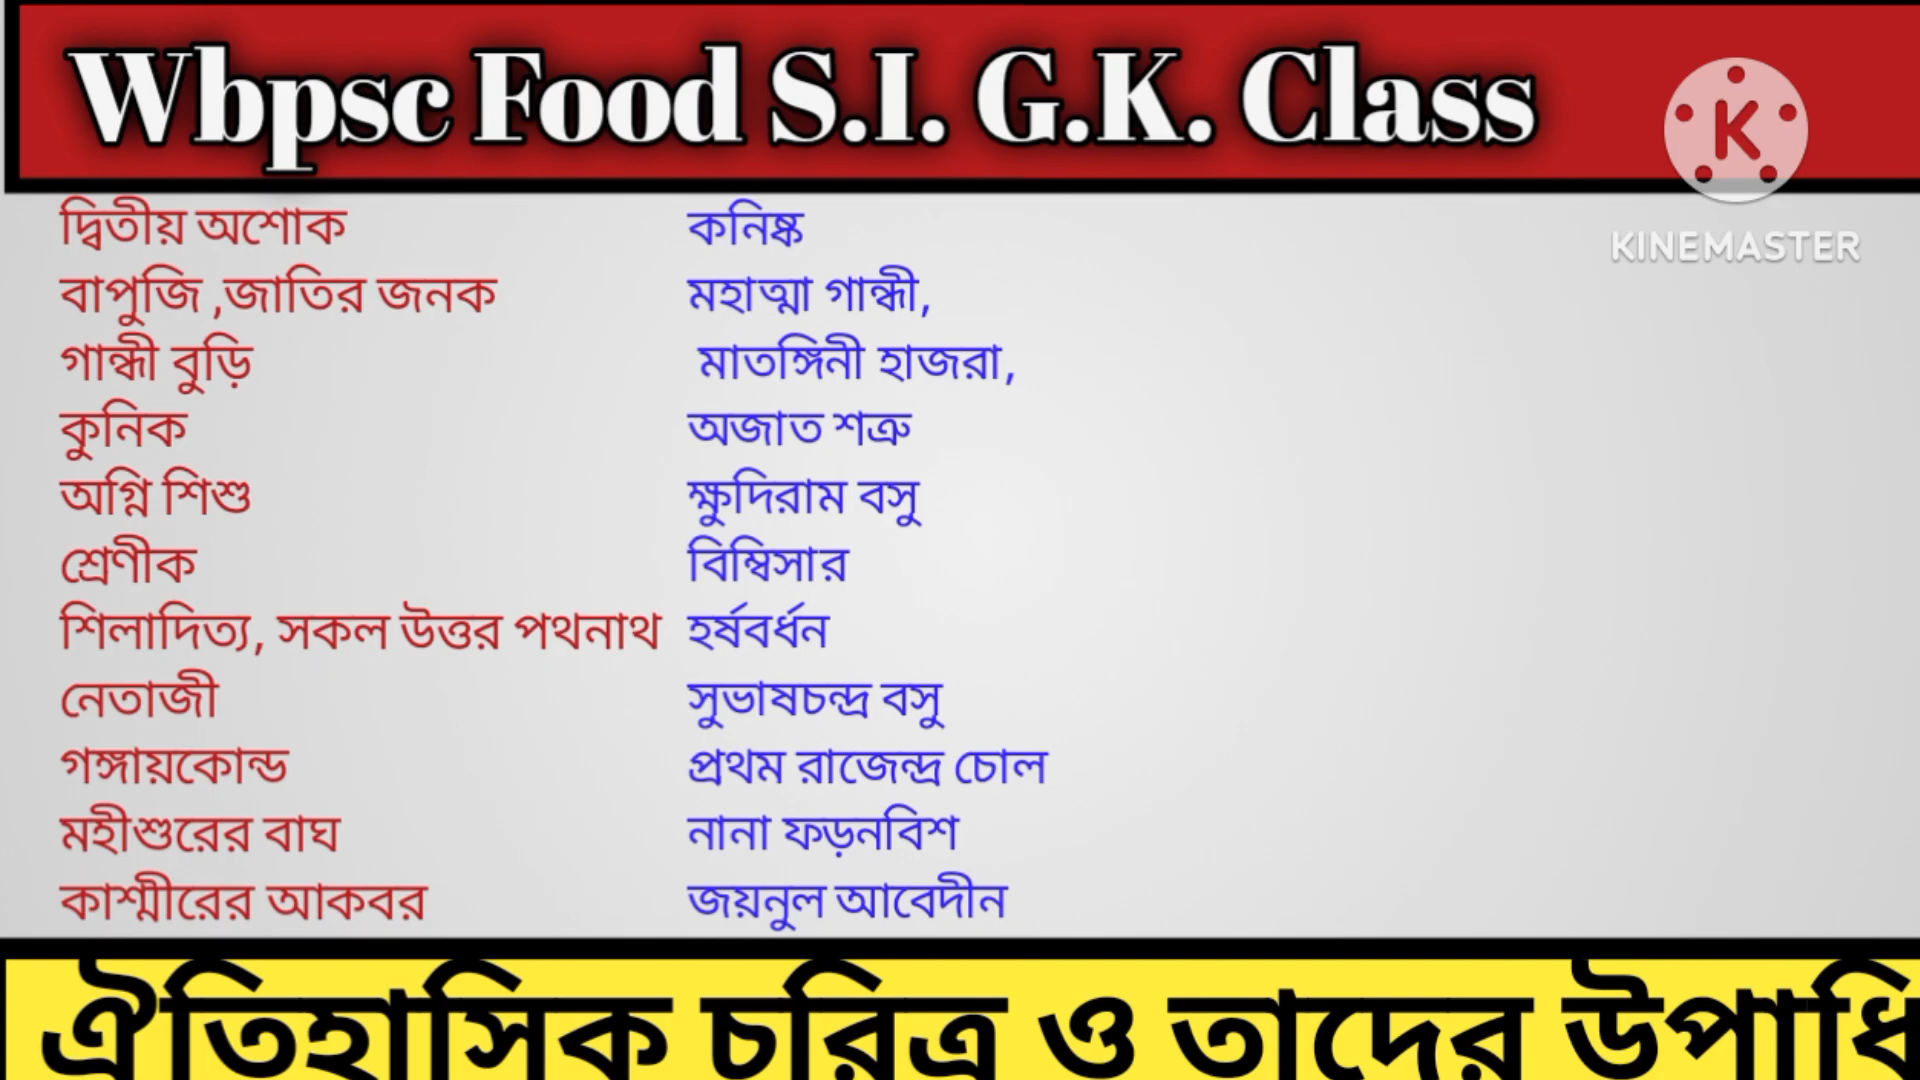 Wbpsc Food S.I. G.K. Class
K
KINEMASTER
দ্বিতীয় অশোক কনিষ্ক
বাপুজি ,জাতির জনক মহাত্মা গান্ধী,
গান্ধী বুড়ি মাতঙ্গিনী হাজরা,
কুনিক অজাত শত্রু
অগ্নি শিশু ক্ষুদিরাম বসু
শ্রেণীক বিম্বিসার
শিলাদিত্য, সকল উত্তর পথনাথ হর্ষবর্ধন
নেতাজী সুভাষচন্দ্র বসু
গঙ্গায়কোন্ড প্রথম রাজেন্দ্র চোল
মহীশুরের বাঘ নানা ফড়নবিশ
কাশ্মীরের আকবর জয়নুল আবেদীন
ঐতিহাসিক চরিত্র ও তাদের উপাধি